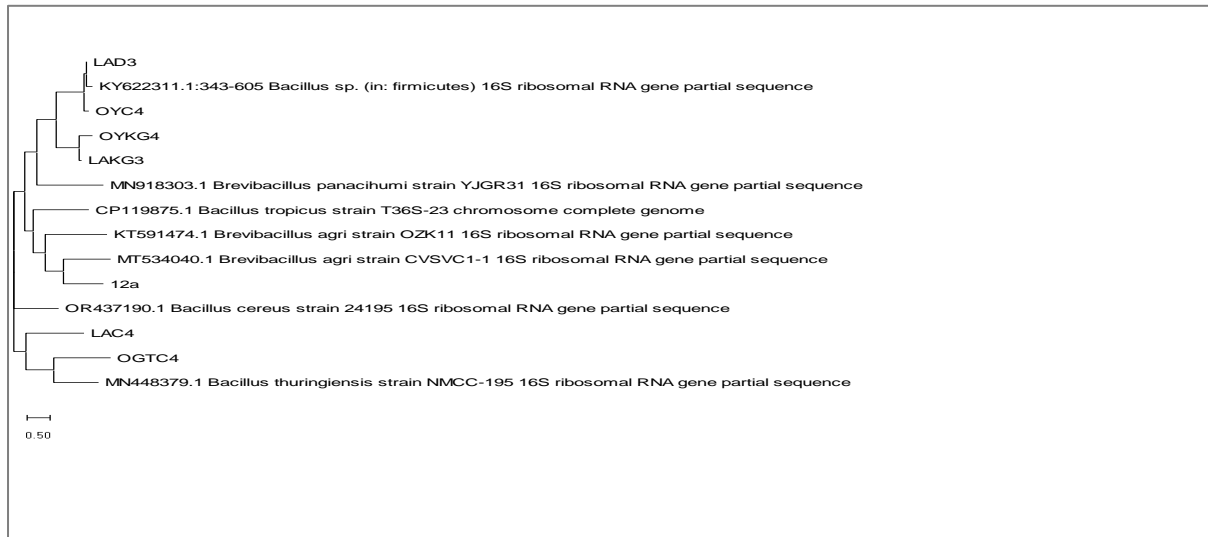 LAD3
KY622311.1:343-605 Bacillus sp. (in: firmicutes) 16S ribosomal RNA gene partial sequence
OYC4
OYKG4
LAKG3
MN918303.1 Brevibacillus panacihumi strain YJGR31 16S ribosomal RNA gene partial sequence
CP119875.1 Bacillus tropicus strain T36S-23 chromosome complete genome
KT591474.1 Brevibacillus agri strain OZK11 16S ribosomal RNA gene partial sequence
MT534040.1 Brevibacillus agri strain CVSVC1-1 16S ribosomal RNA gene partial sequence
12a
OR437190.1 Bacillus cereus strain 24195 16S ribosomal RNA gene partial sequence
LAC4
OGTC4
MN448379.1 Bacillus thuringiensis strain NMCC-195 16S ribosomal RNA gene partial sequence
0.50